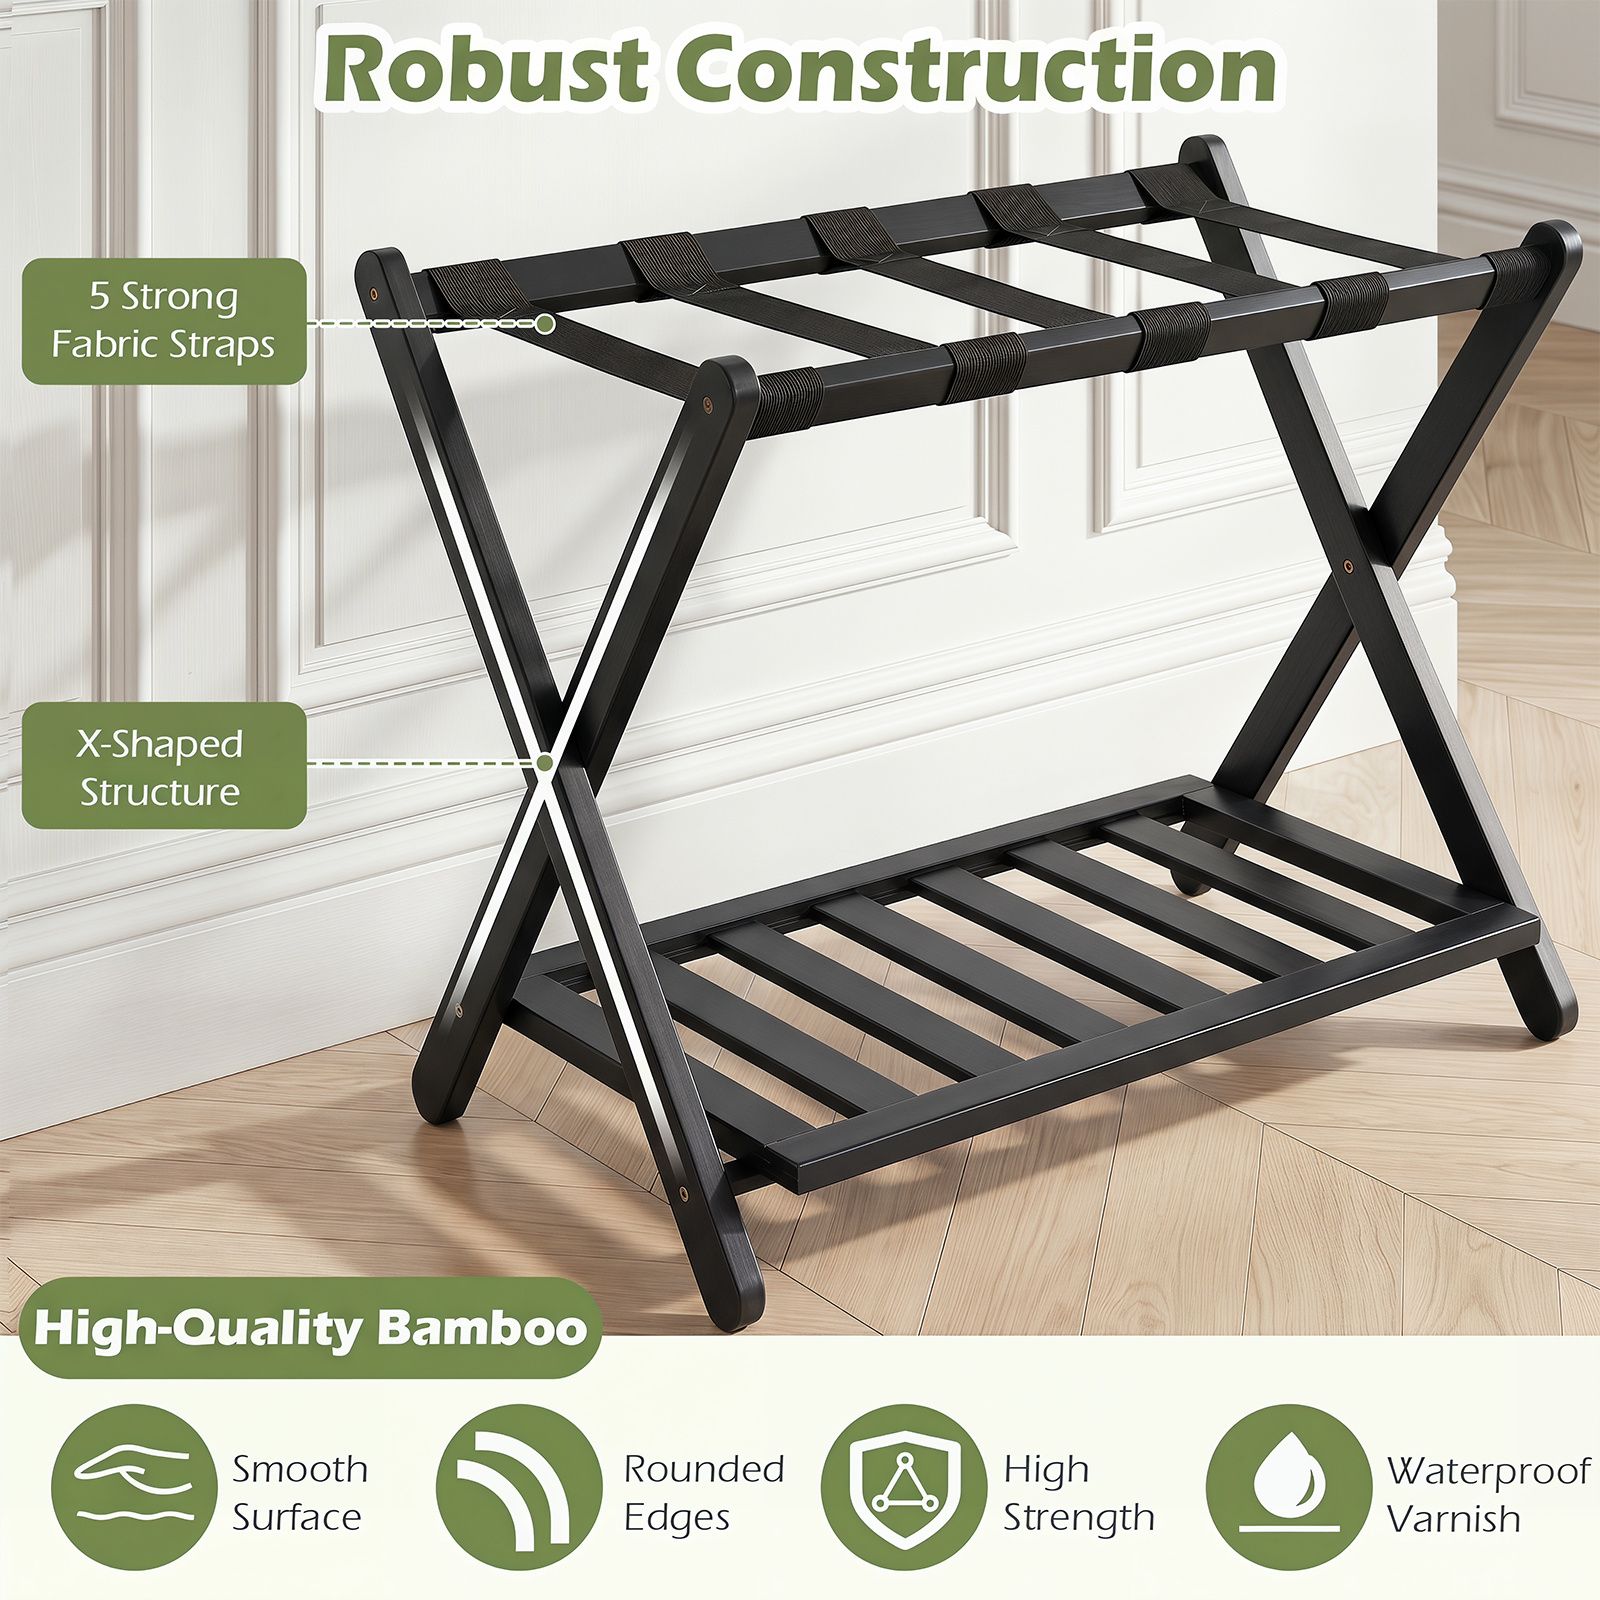 Robust Construction
5 Strong
Fabric Straps
X-Shaped
Structure
High-Quality Bamboo
Smooth
Surface
Rounded
Edges
High
Strength
Waterproof
Varnish